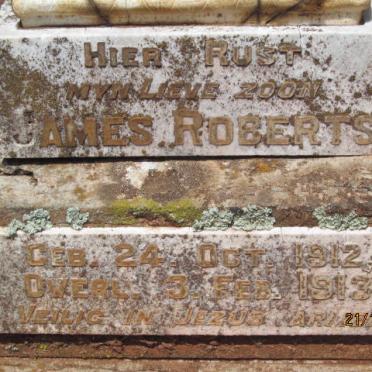 HIER RUST
MYN LIEVE ZOON
JAMES ROBERTS
GEB. 24 OCT. 1912
OVERL. 3. FEB. 1913
VEILIG IN JEZUS ARM
21/